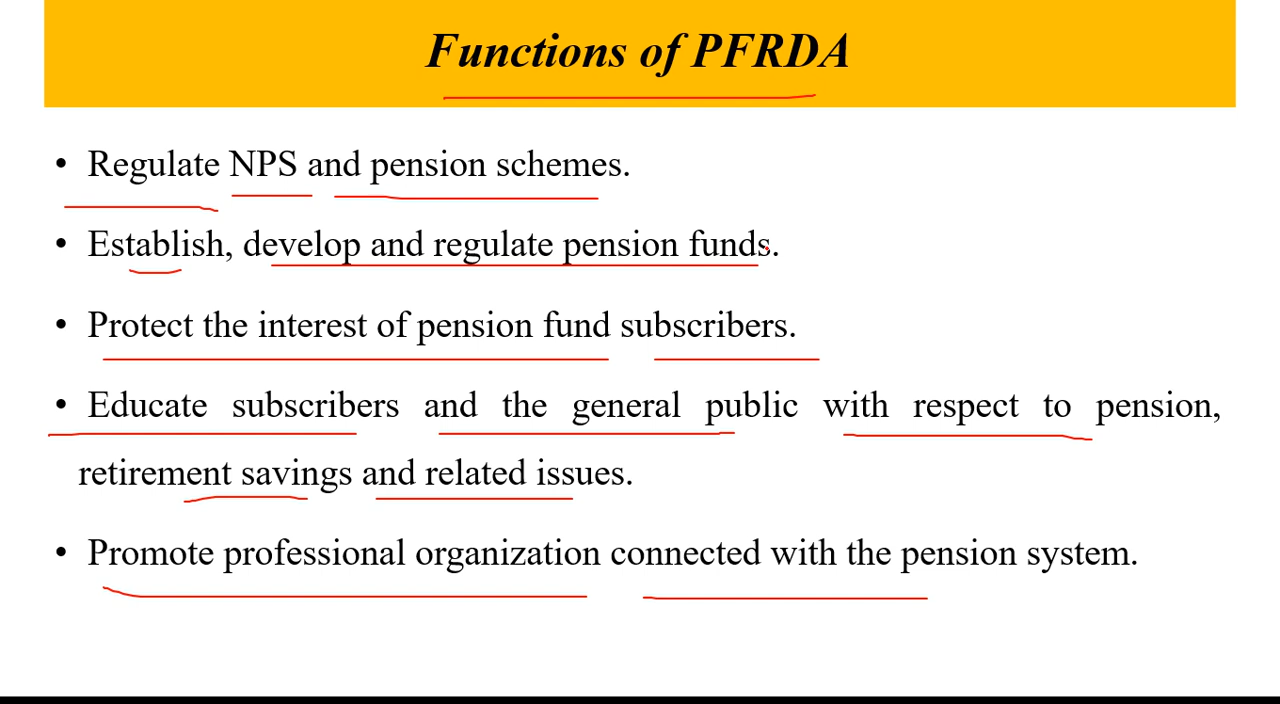 Functions of PFRDA
• Regulate NPS and pension schemes.
• Establish, develop and regulate pension funds.
• Protect the interest of pension fund subscribers.
• Educate subscribers and the general public with respect to pension,
retirement savings and related issues.
• Promote professional organization connected with the pension system.